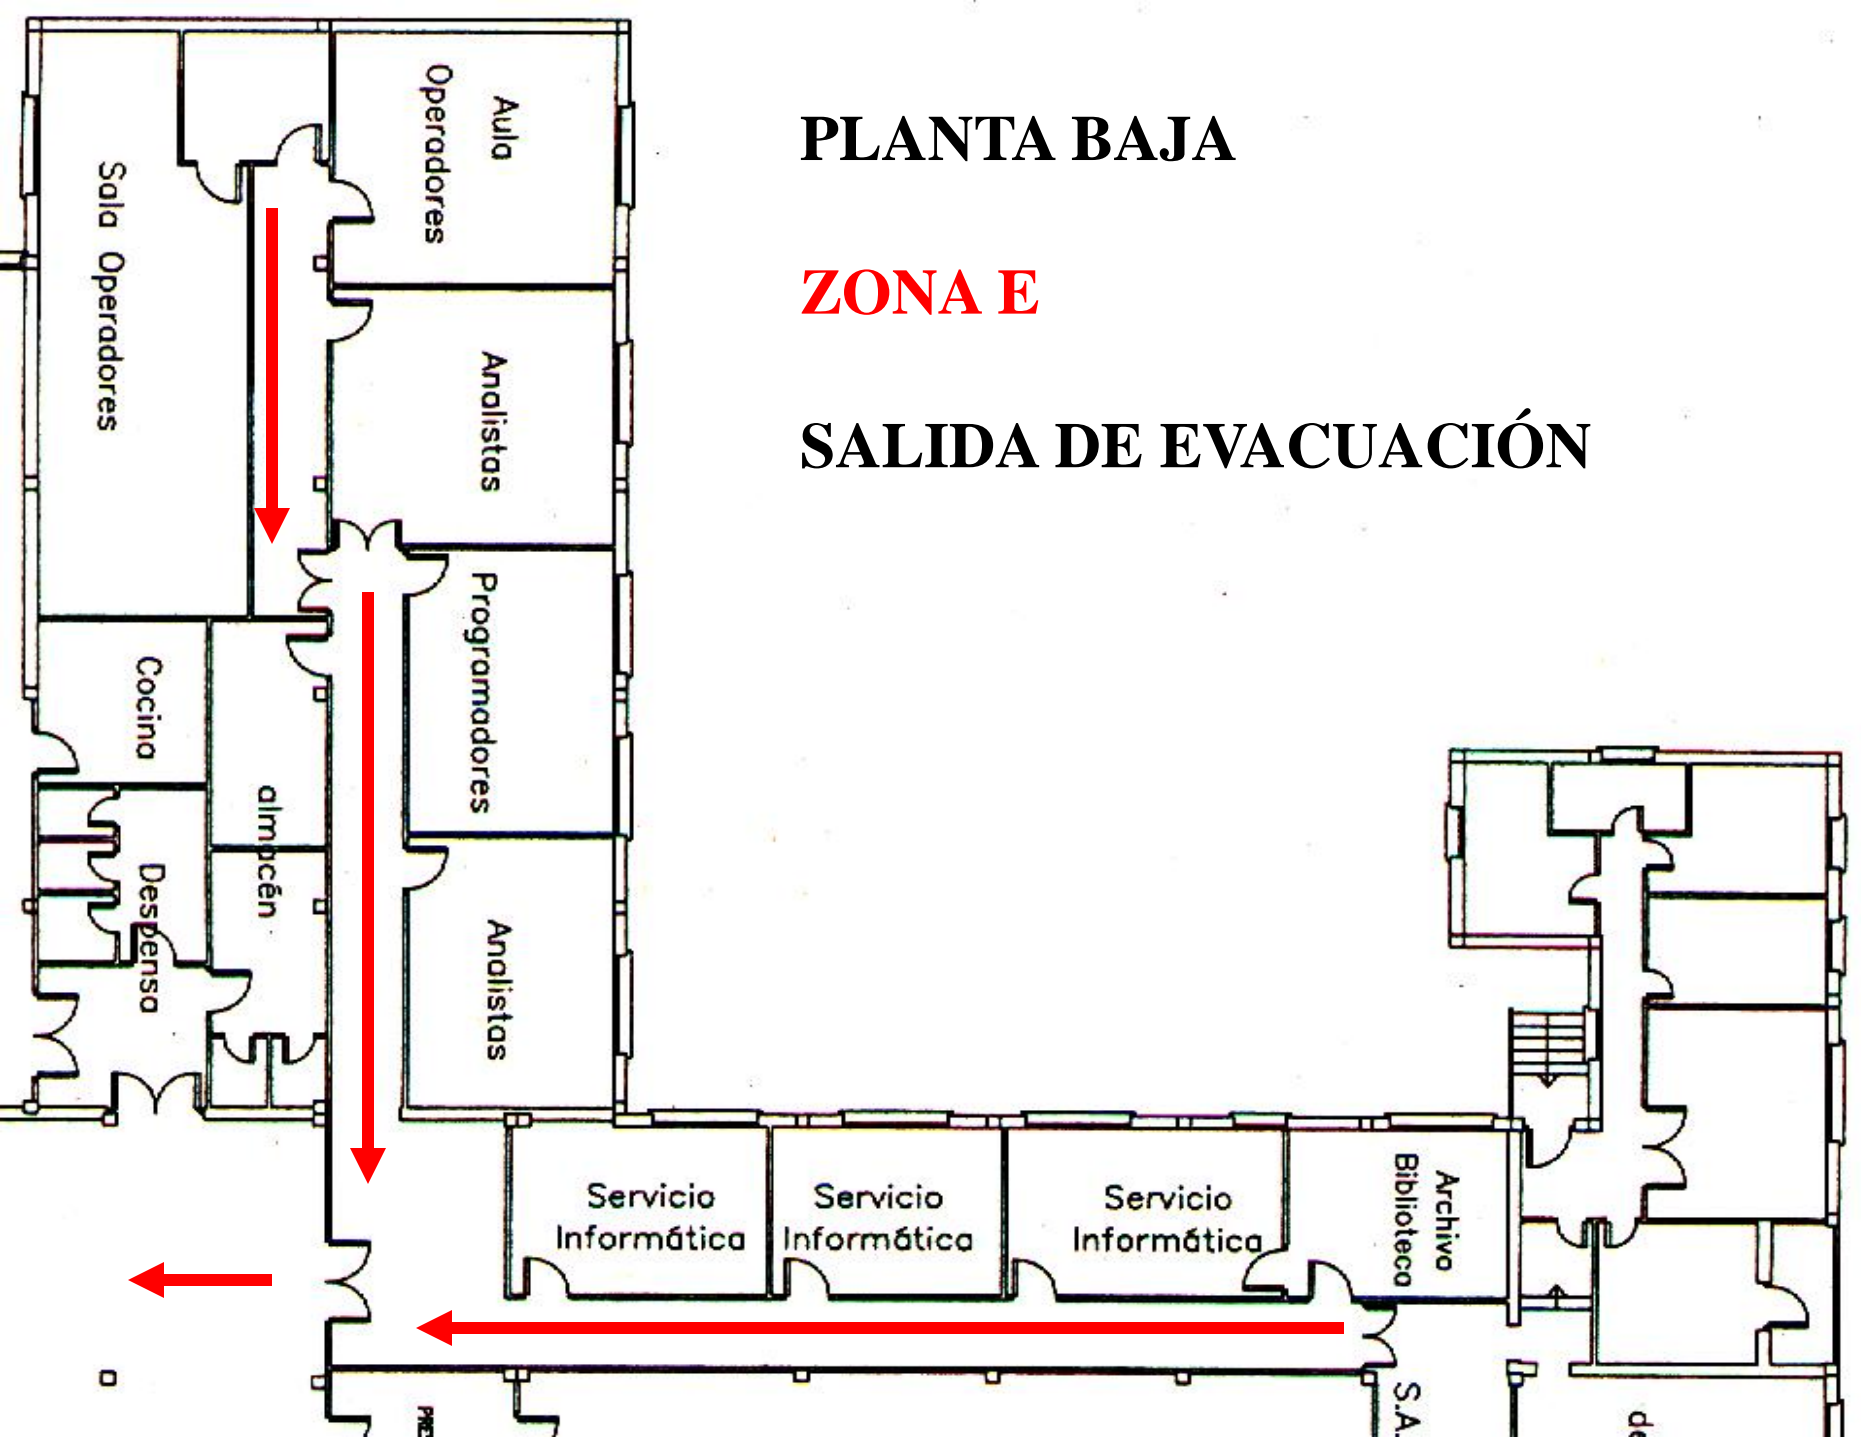 PLANTA BAJA
ZONA E
SALIDA DE EVACUACIÓN
Aula
Operadores
Sala Operadores
Analistas
Programadores
Cocina
almacén
Despensa
Analistas
Servicio
Informática
Servicio
Informática
Servicio
Informática
Archivo
Biblioteca
S.A.
de